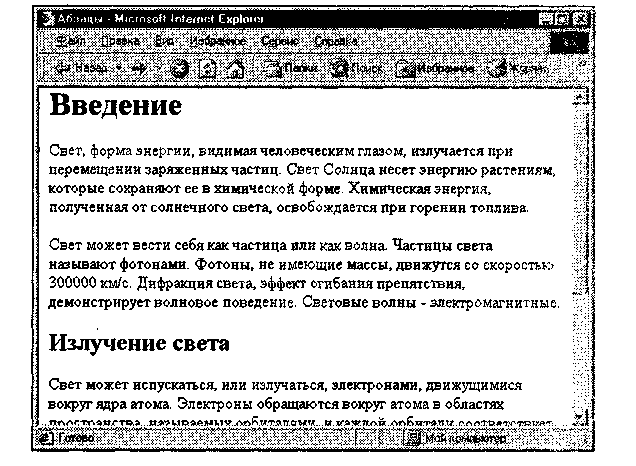 Абзацы - Microsoft Internet Explorer
Файл Правка Вид Избранное Сервис Справка
Назад Папки Поиск Избранное Журнал
Введение
Свет, форма энергии, видимая человеческим глазом, излучается при
перемещении заряженных частиц. Свет Солнца несет энергию растениям,
которые сохраняют ее в химической форме. Химическая энергия,
полученная от солнечного света, освобождается при горении топлива.
Свет может вести себя как частица или как волна. Частицы света
называют фотонами. Фотоны, не имеющие массы, движутся со скоростью
300000 км/с. Дифракция света, эффект огибания препятствия,
демонстрирует волновое поведение. Световые волны - электромагнитные.
Излучение света
Свет может испускаться, или излучаться, электронами, движущимися
вокруг ядра атома. Электроны обращаются вокруг атома в областях
пространства, называемых орбиталями, и каждой орбитали соответствует
Готово Мой компьютер